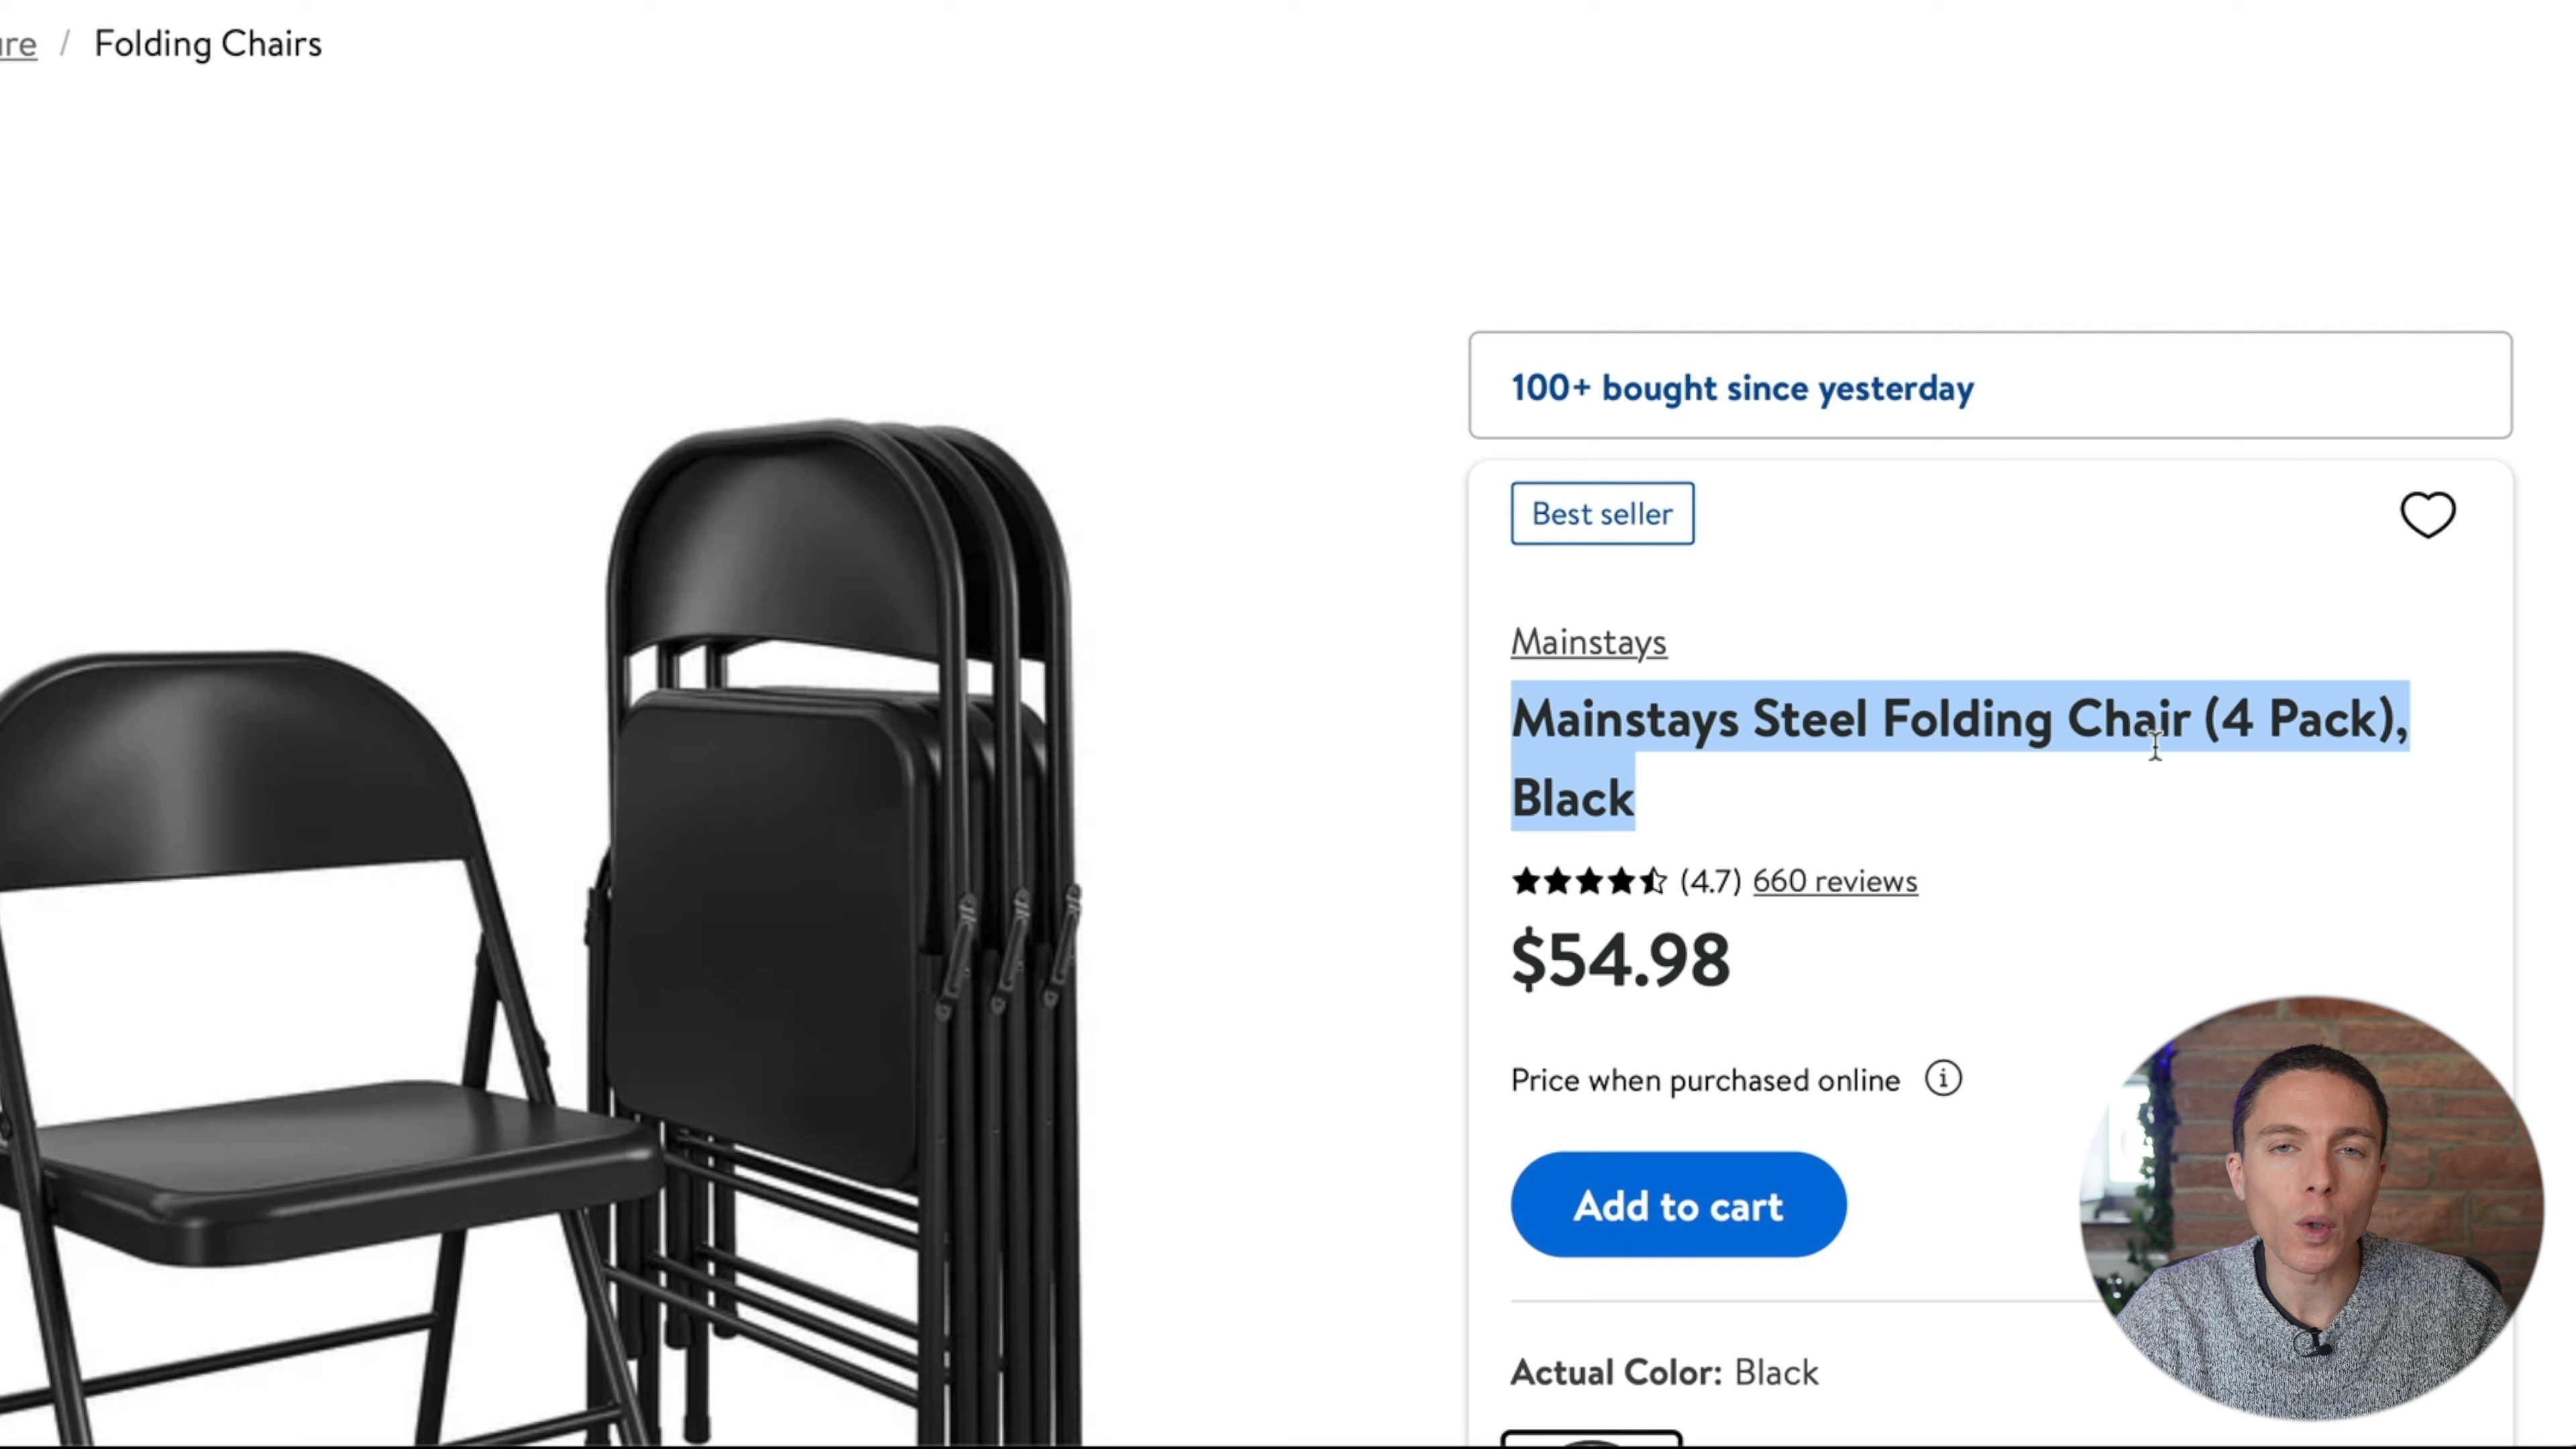 re / Folding Chairs
100+ bought since yesterday
Best seller
Mainstays
Mainstays Steel Folding Chair (4 Pack),
Black
(4.7) 660 reviews
$54.98
Price when purchased online
Add to cart
Actual Color: Black